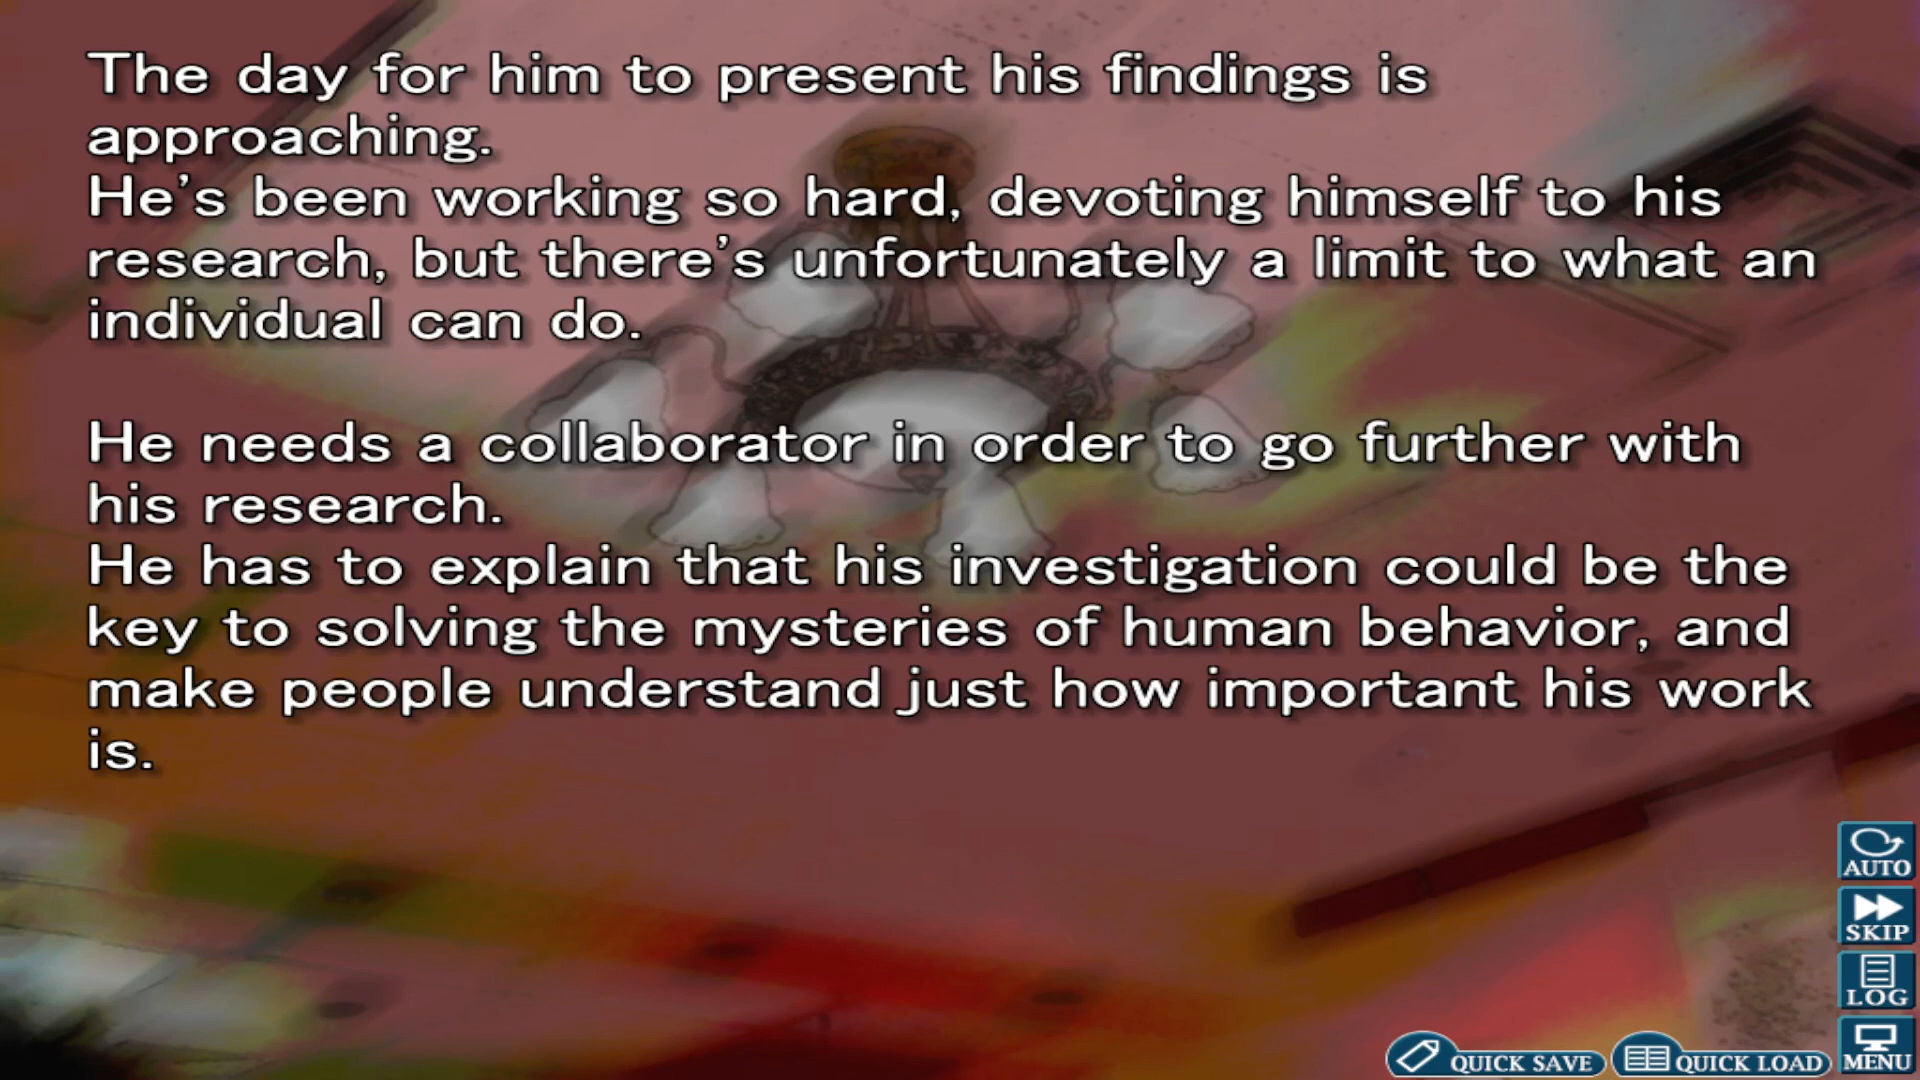 The day for him to present his findings is
approaching.
He's been working so hard, devoting himself to his
research, but there's unfortunately a limit to what an
individual can do.
He needs a collaborator in order to go further with
his research.
He has to explain that his investigation could be the
key to solving the mysteries of human behavior, and
make people understand just how important his work
is.
AUTO
SKIP
LOG
MENU
QUICK SAVE
QUICK LOAD